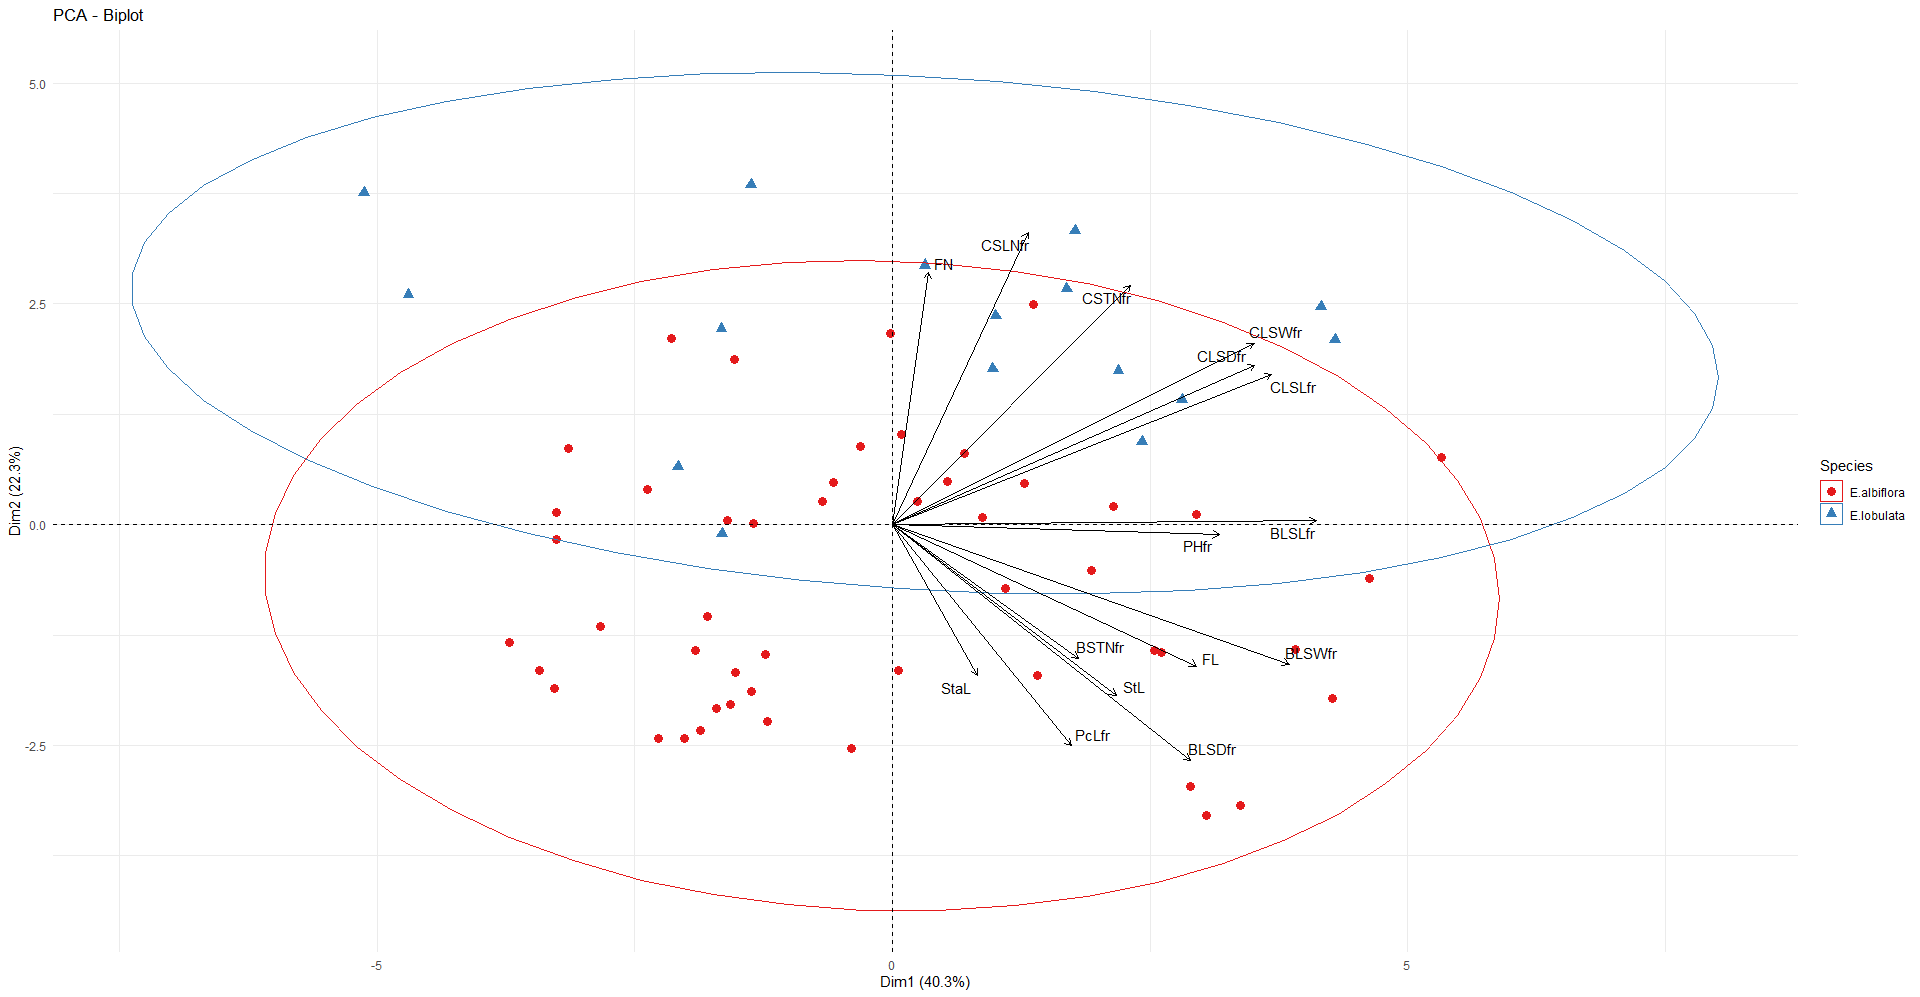 PCA - Biplot
5.0
2.5
0.0
-2.5
Dim2 (22.3%)
CSLNfr
FN
CSTNfr
CLSWfr
CLSDfr
CLSLfr
BLSLfr
PHfr
BSTNfr
FL
BLSWfr
StaL
StL
PcLfr
BLSDfr
-5
0
5
Dim1 (40.3%)
Species
E.albiflora
E.lobulata